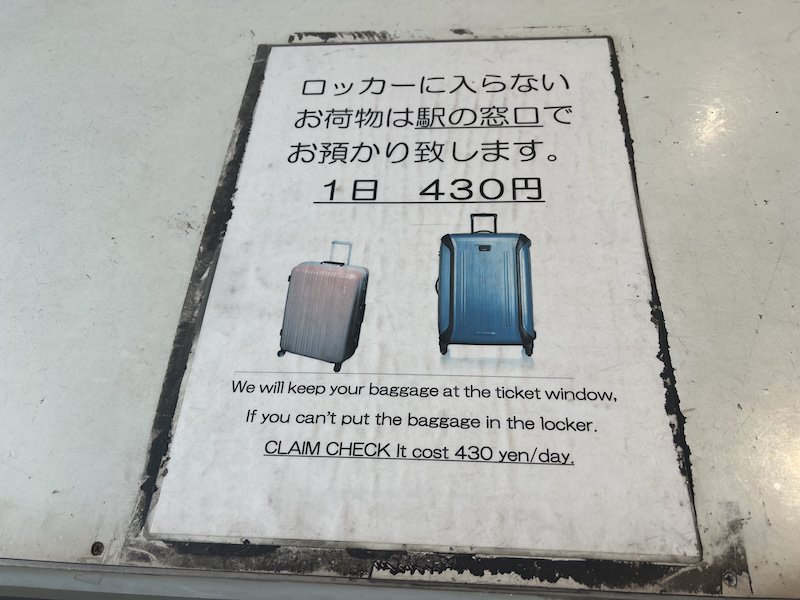 ロッカーに入らない
お荷物は駅の窓口で
お預かり致します。
1日　430円
We will keep your baggage at the ticket window,
If you can't put the baggage in the locker.
CLAIM CHECK It cost 430 yen/day.